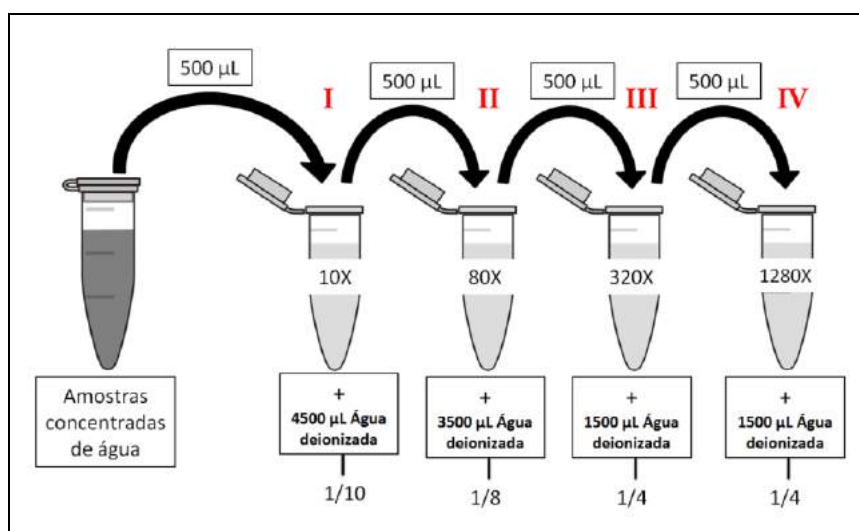 500 µL
500 µL
500 µL
500 µL
I
II
III
IV
10X
80X
320X
1280X
Amostras
concentradas
de água
+
4500 µL Água
deionizada
+
3500 µL Água
deionizada
+
1500 µL Água
deionizada
+
1500 µL Água
deionizada
1/10
1/8
1/4
1/4